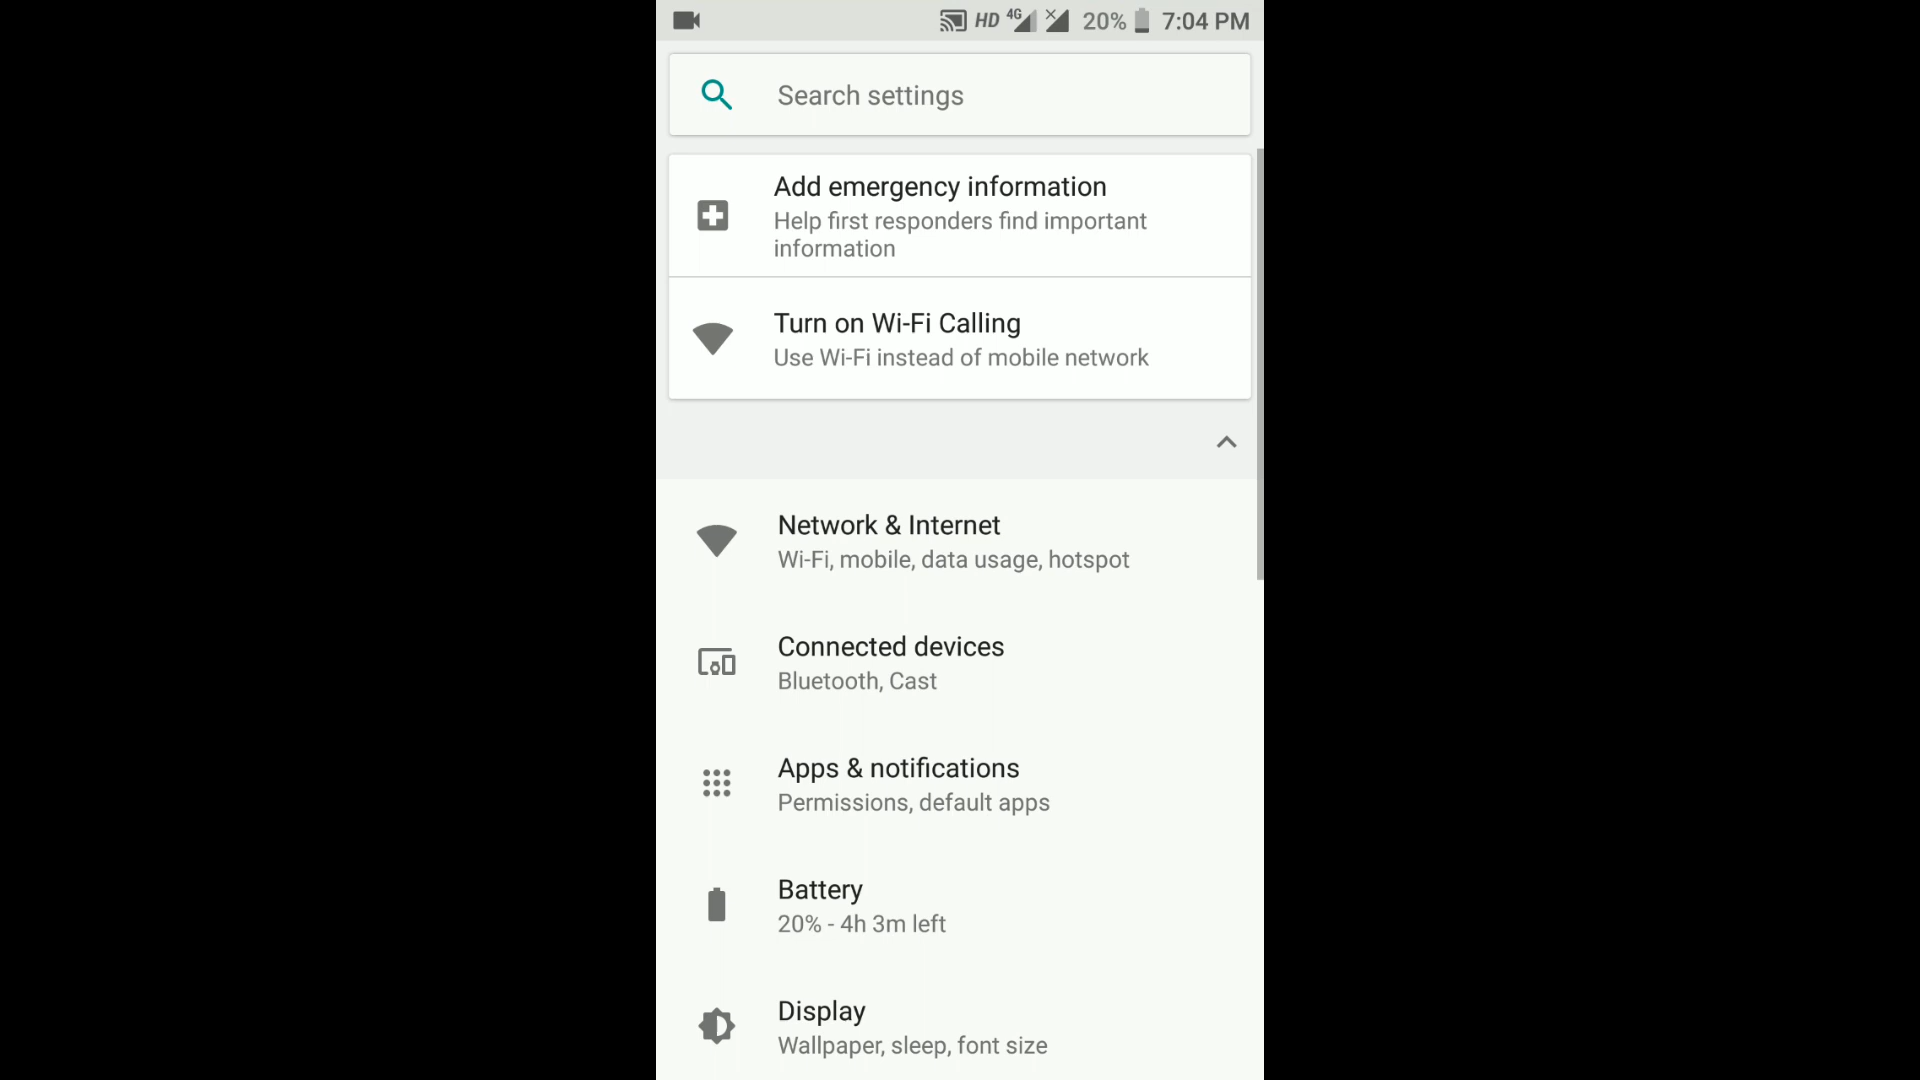 HD 4G 20% 7:04 PM
Search settings
Add emergency information
Help first responders find important
information
Turn on Wi-Fi Calling
Use Wi-Fi instead of mobile network
Network & Internet
Wi-Fi, mobile, data usage, hotspot
Connected devices
Bluetooth, Cast
Apps & notifications
Permissions, default apps
Battery
20% - 4h 3m left
Display
Wallpaper, sleep, font size